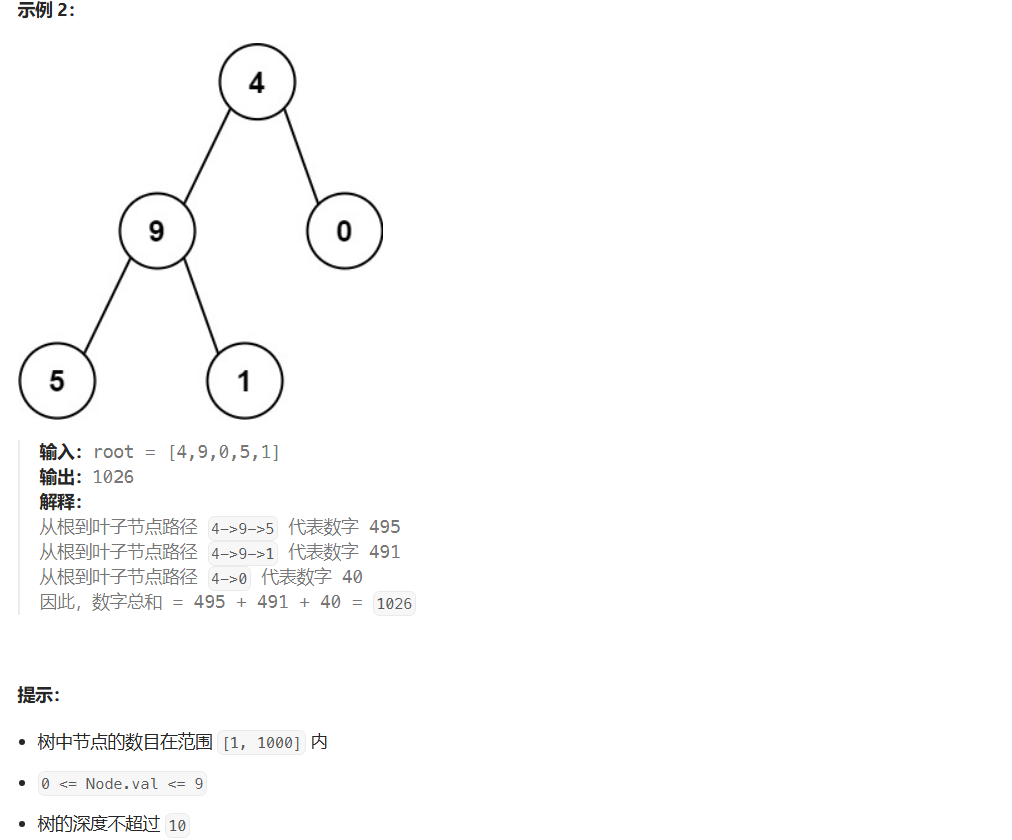 示例 2：
4
9
0
5
1
输入：root = [4,9,0,5,1]
输出：1026
解释：
从根到叶子节点路径 4->9->5 代表数字 495
从根到叶子节点路径 4->9->1 代表数字 491
从根到叶子节点路径 4->0 代表数字 40
因此，数字总和 = 495 + 491 + 40 = 1026
提示：
• 树中节点的数目在范围 [1, 1000] 内
• 0 <= Node.val <= 9
• 树的深度不超过 10